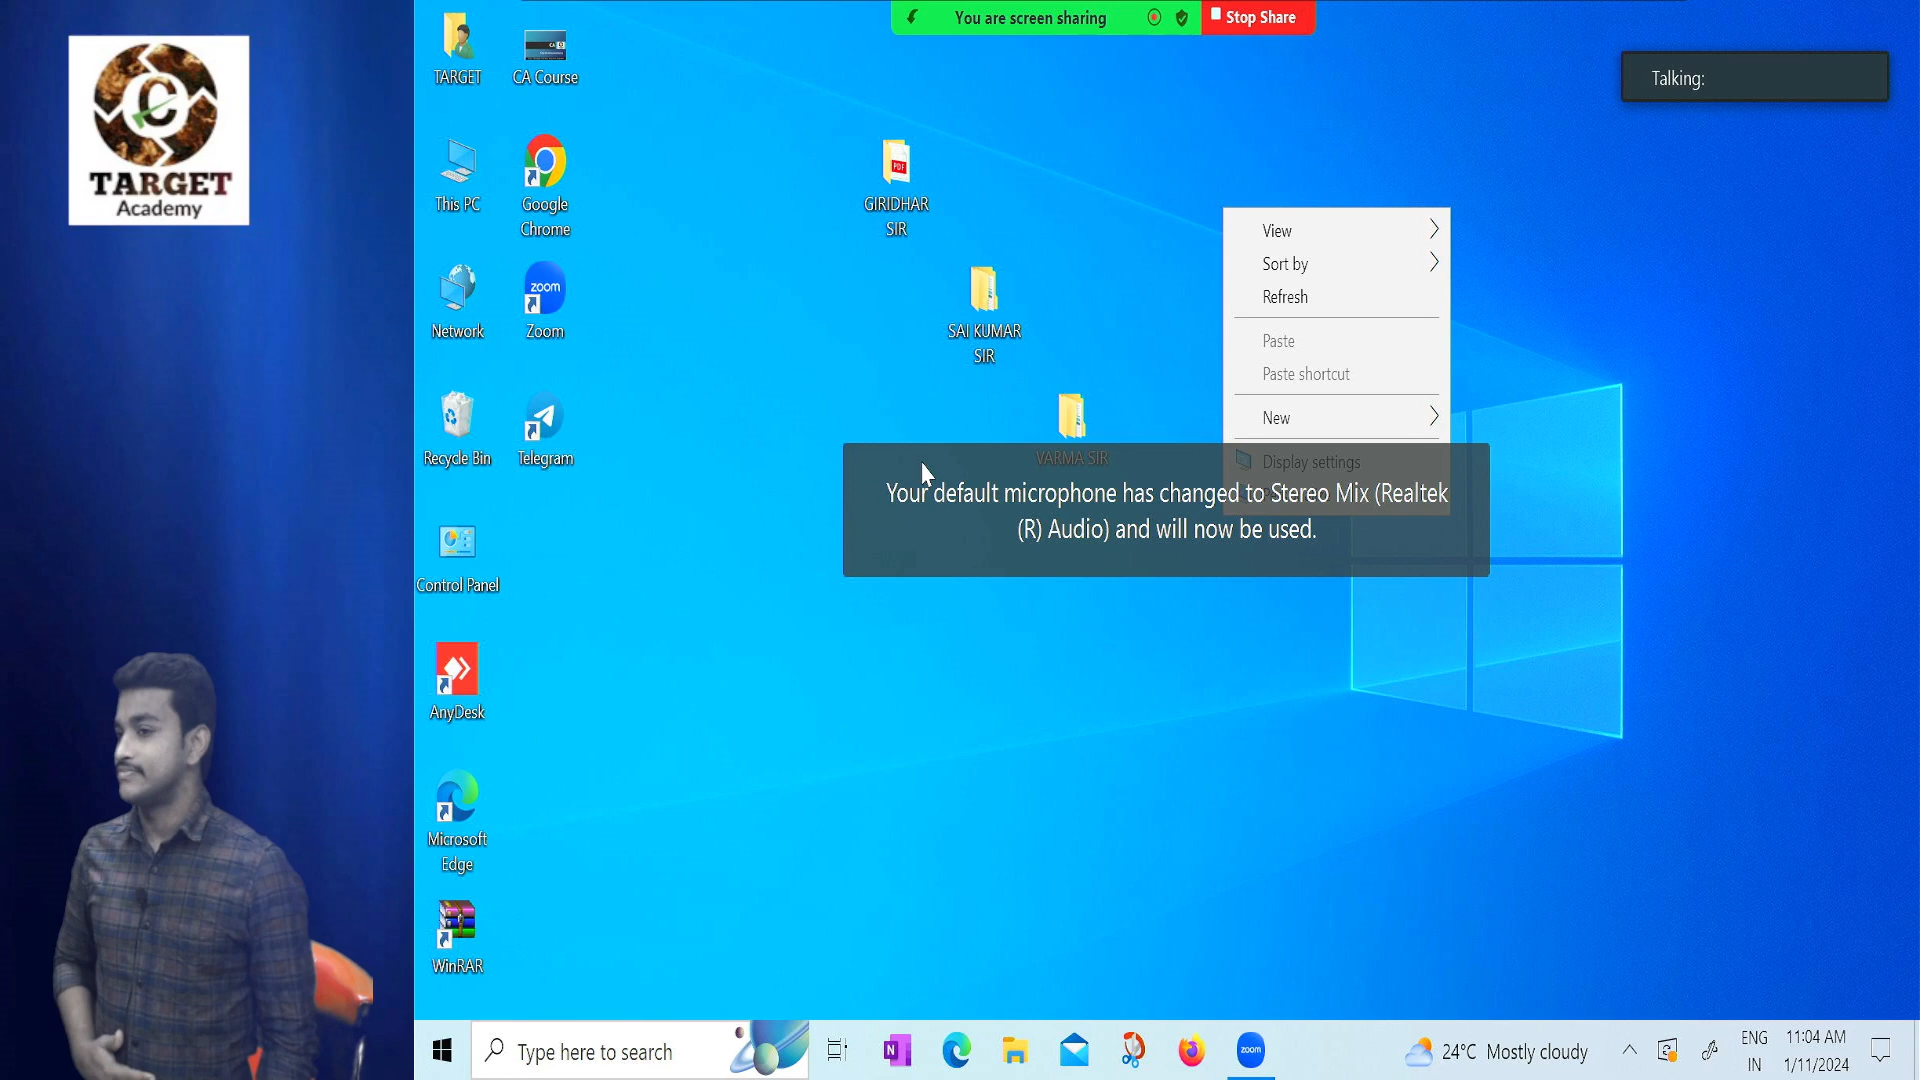 C
TARGET
Academy
You are screen sharing
Stop Share
Talking:
TARGET
CA Course
This PC
Google
Chrome
GIRIDHAR
SIR
Network
zoom
Zoom
SAI KUMAR
SIR
Recycle Bin
Telegram
PDF
VARMA SIR
View
Sort by
Refresh
Paste
Paste shortcut
New
Display settings
Your default microphone has changed to Stereo Mix (Realtek
(R) Audio) and will now be used.
Control Panel
AnyDesk
Microsoft
Edge
WinRAR
Type here to search
N
zoom
24°C Mostly cloudy
ENG
IN
11:04 AM
1/11/2024